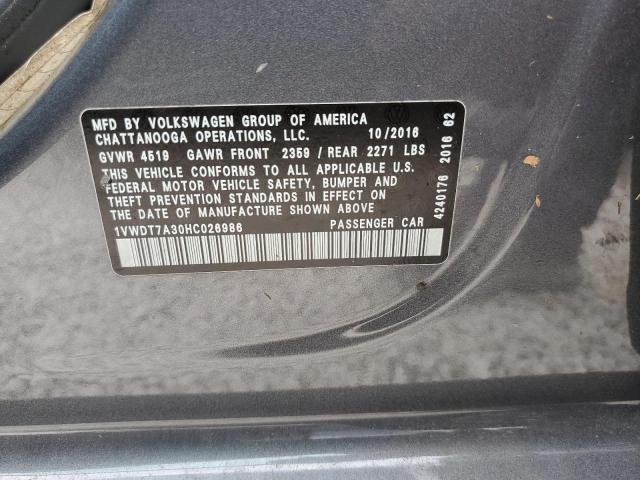 MFD BY VOLKSWAGEN GROUP OF AMERICA
CHATTANOOGA OPERATIONS, LLC. 10/2016
GVWR 4519 GAWR FRONT 2359 / REAR 2271 LBS
THIS VEHICLE CONFORMS TO ALL APPLICABLE U.S.
FEDERAL MOTOR VEHICLE SAFETY, BUMPER AND
THEFT PREVENTION STANDARDS IN EFFECT ON
THE DATE OF MANUFACTURE SHOWN ABOVE
1VWDT7A30HC026986 PASSENGER CAR
4240176 2016 62